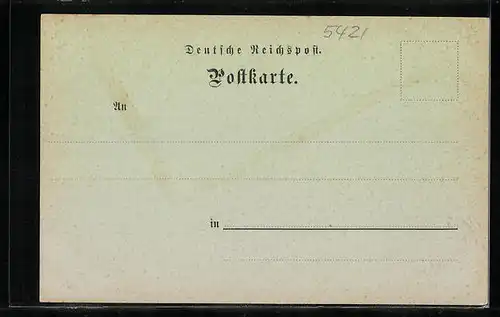 5421
Deutsche Reichspost.
Postkarte.
An
in